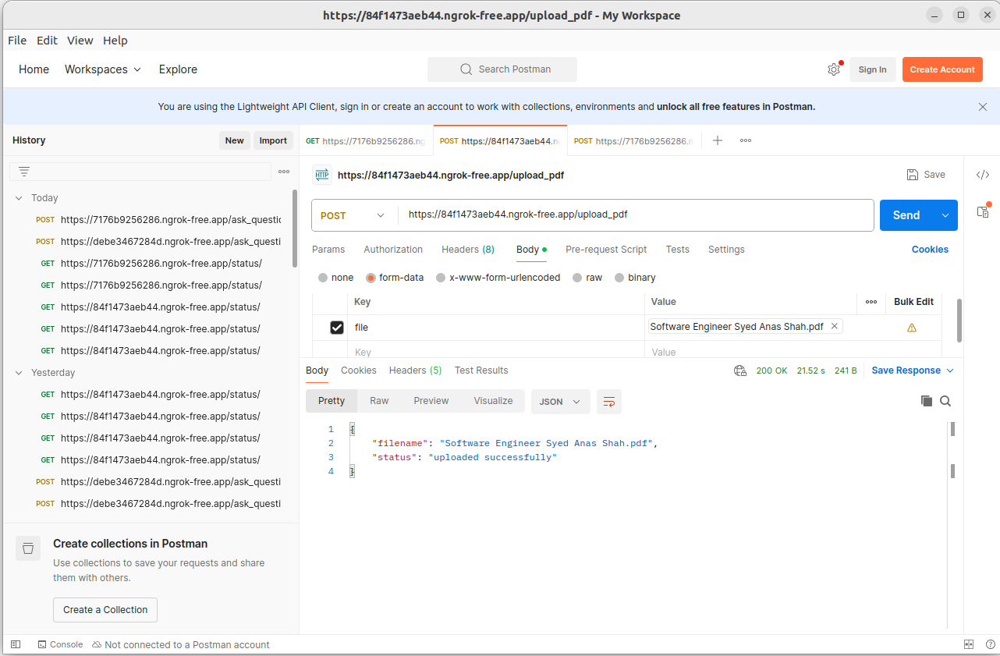 https://84f1473aeb44.ngrok-free.app/upload_pdf - My Workspace
File Edit View Help
Home Workspaces Explore Search Postman Sign In Create Account
You are using the Lightweight API Client, sign in or create an account to work with collections, environments and unlock all free features in Postman.
History New Import
Today
POST https://7176b9256286.ngrok-free.app/ask_questic
POST https://debe3467284d.ngrok-free.app/ask_questi
GET https://7176b9256286.ngrok-free.app/status/
GET https://7176b9256286.ngrok-free.app/status/
GET https://84f1473aeb44.ngrok-free.app/status/
GET https://84f1473aeb44.ngrok-free.app/status/
GET https://84f1473aeb44.ngrok-free.app/status/
Yesterday
GET https://84f1473aeb44.ngrok-free.app/status/
GET https://84f1473aeb44.ngrok-free.app/status/
GET https://84f1473aeb44.ngrok-free.app/status/
GET https://84f1473aeb44.ngrok-free.app/status/
POST https://debe3467284d.ngrok-free.app/ask_questi
POST https://debe3467284d.ngrok-free.app/ask_questi
Create collections in Postman
Use collections to save your requests and share
them with others.
Create a Collection
GET https://7176b9256286.ng POST https://84f1473aeb44.n POST https://7176b9256286.n
HTTP https://84f1473aeb44.ngrok-free.app/upload_pdf Save
POST https://84f1473aeb44.ngrok-free.app/upload_pdf Send
Params Authorization Headers (8) Body Pre-request Script Tests Settings Cookies
none form-data x-www-form-urlencoded raw binary
Key Value Bulk Edit
file Software Engineer Syed Anas Shah.pdf
Key Value
Body Cookies Headers (5) Test Results 200 OK 21.52 s 241 B Save Response
Pretty Raw Preview Visualize JSON
1 {
2 "filename": "Software Engineer Syed Anas Shah.pdf",
3 "status": "uploaded successfully"
4 }
Console Not connected to a Postman account